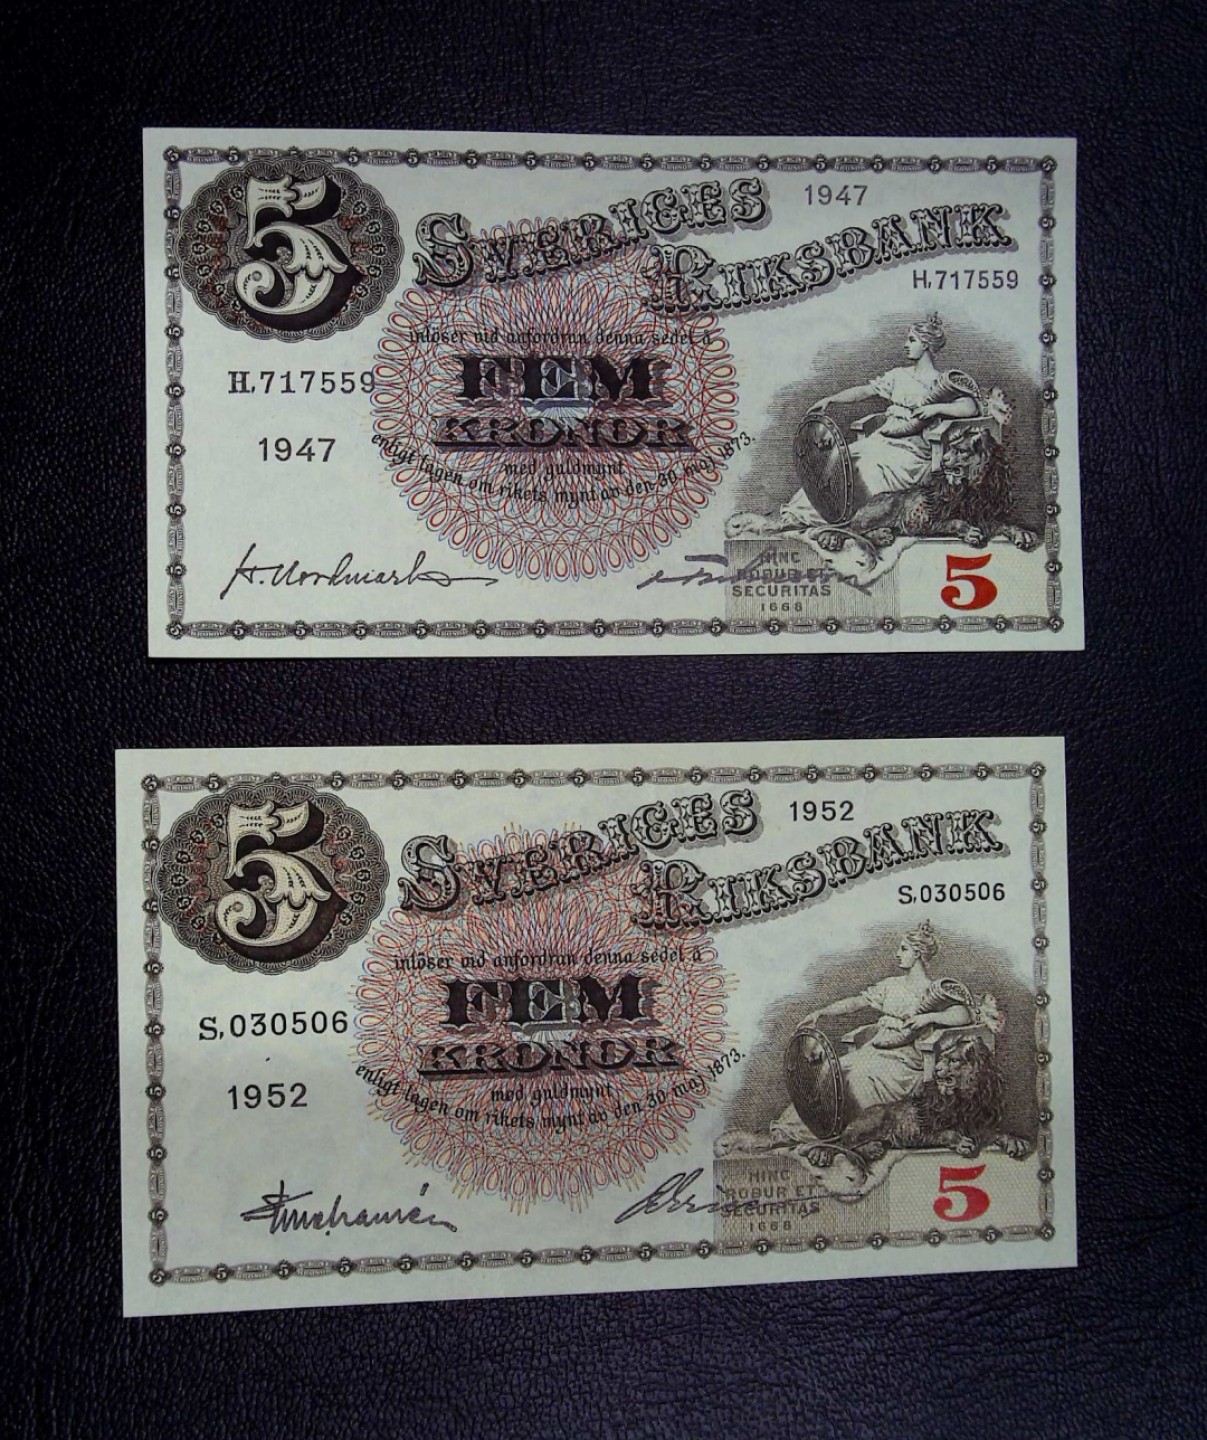 5
SVERIGES
1947
RIKSBANK
H.717559
inlöser vid anfordran denna sedel å
FEM
H.717559
KRONOR
1947
enligt lagen om rikets mynt av den 30 maj 1873.
med guldmynt
HINC
ROBUR ET
SECURITAS
1668
5
5
SVERIGES
1952
RIKSBANK
S.030506
inlöser vid anfordran denna sedel å
FEM
S.030506
KRONOR
1952
enligt lagen om rikets mynt av den 30 maj 1873.
med guldmynt
HINC
ROBUR ET
SECURITAS
1668
5